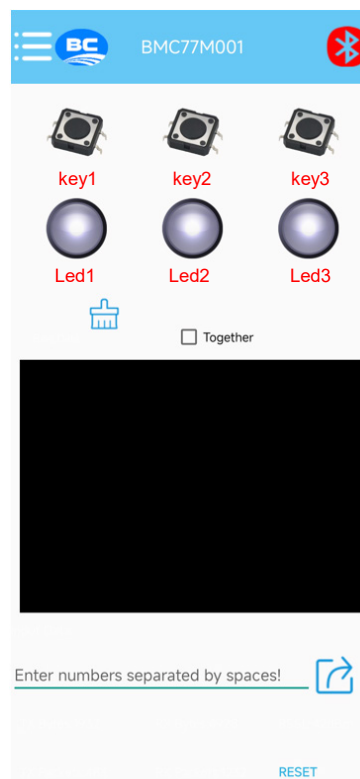 BC
BMC77M001
key1 key2 key3
Led1 Led2 Led3
Together
Enter numbers separated by spaces!
RESET